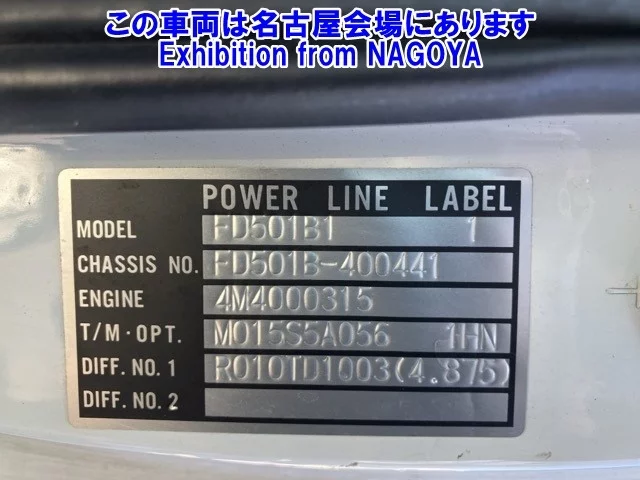 この車両は名古屋会場にあります
Exhibition from NAGOYA
POWER LINE LABEL
MODEL FD501B1 1
CHASSIS NO. FD501B-400441
ENGINE 4M4000315
T/M·OPT. M015S5A056 1HN
DIFF. NO. 1 R010TD1003(4.875)
DIFF. NO. 2